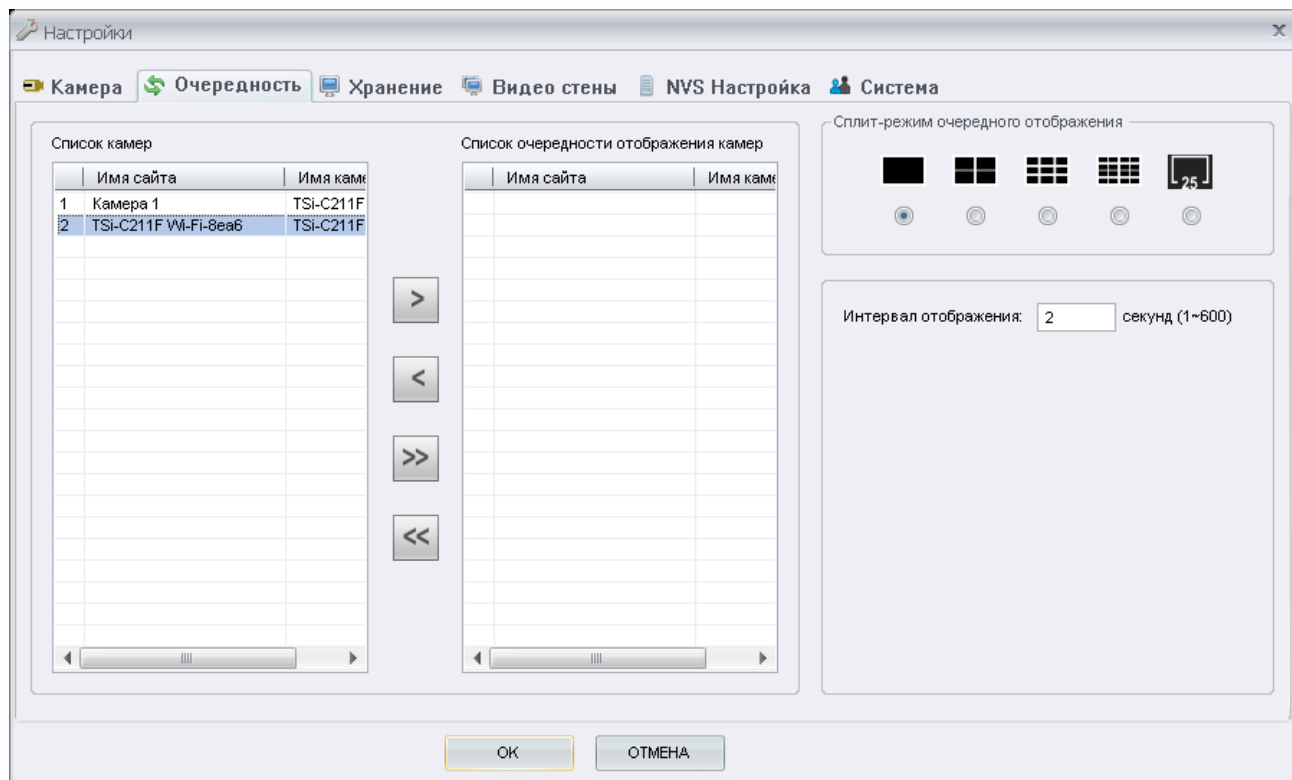 Настройки
Камера Очередность Хранение Видео стены NVS Настройка Система
Список камер
Имя сайта Имя каме
1 Камера 1 TSi-C211F
2 TSi-C211F Wi-Fi-8ea6 TSi-C211F
>
<
>>
<<
Список очередности отображения камер
Имя сайта Имя каме
Сплит-режим очередного отображения
25
Интервал отображения: 2 секунд (1~600)
OK ОТМЕНА